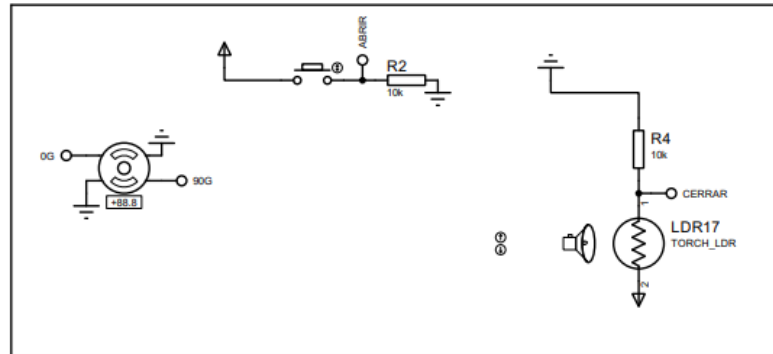 ABRIR
R2
10k
R4
10k
0G
90G
+88.8
CERRAR
1
LDR17
TORCH_LDR
2